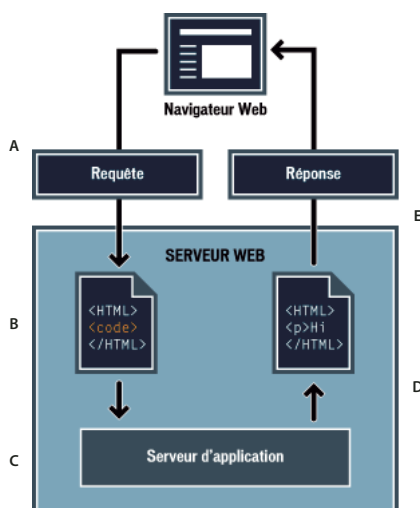 Navigateur Web
A
Requête
Réponse
E
SERVEUR WEB
B
<HTML>
<code>
</HTML>
<HTML>
<p>Hi
</HTML>
D
C
Serveur d'application